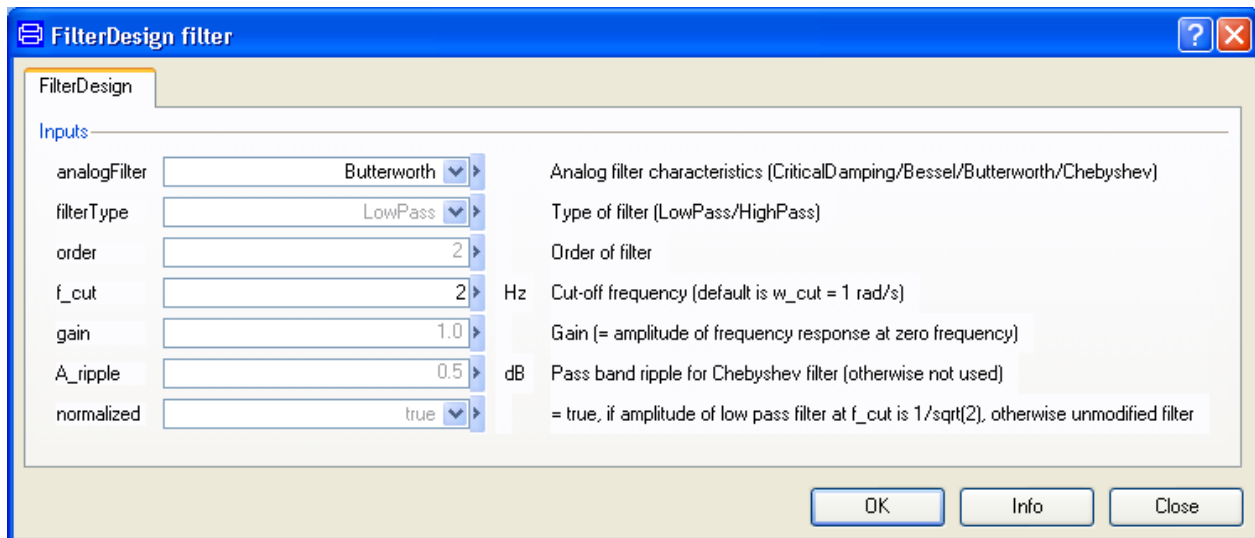 FilterDesign filter
FilterDesign
Inputs
analogFilter Butterworth Analog filter characteristics (CriticalDamping/Bessel/Butterworth/Chebyshev)
filterType LowPass Type of filter (LowPass/HighPass)
order 2 Order of filter
f_cut 2 Hz Cut-off frequency (default is w_cut = 1 rad/s)
gain 1.0 Gain (= amplitude of frequency response at zero frequency)
A_ripple 0.5 dB Pass band ripple for Chebyshev filter (otherwise not used)
normalized true = true, if amplitude of low pass filter at f_cut is 1/sqrt(2), otherwise unmodified filter
OK Info Close